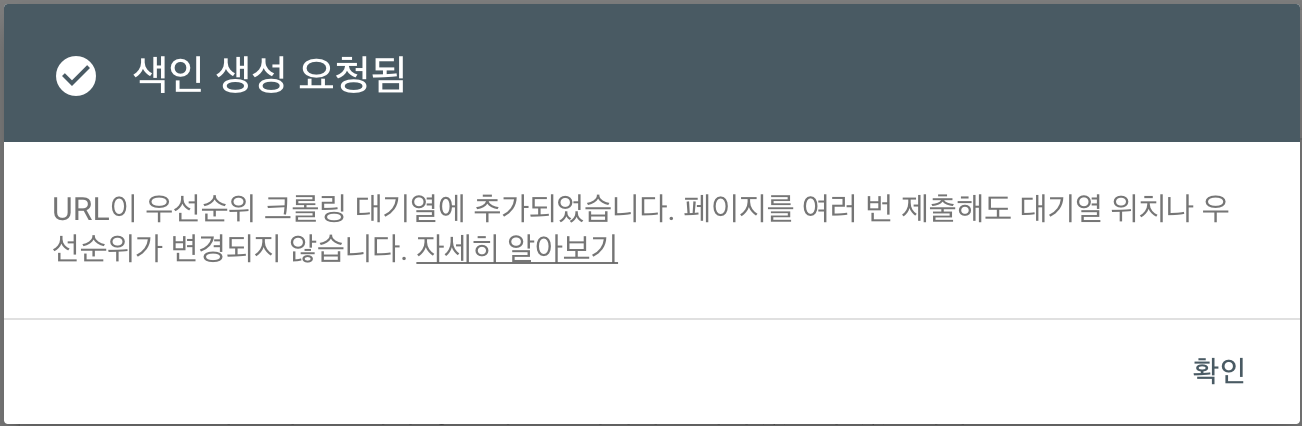 색인 생성 요청됨
URL이 우선순위 크롤링 대기열에 추가되었습니다. 페이지를 여러 번 제출해도 대기열 위치나 우
선순위가 변경되지 않습니다. 자세히 알아보기
확인